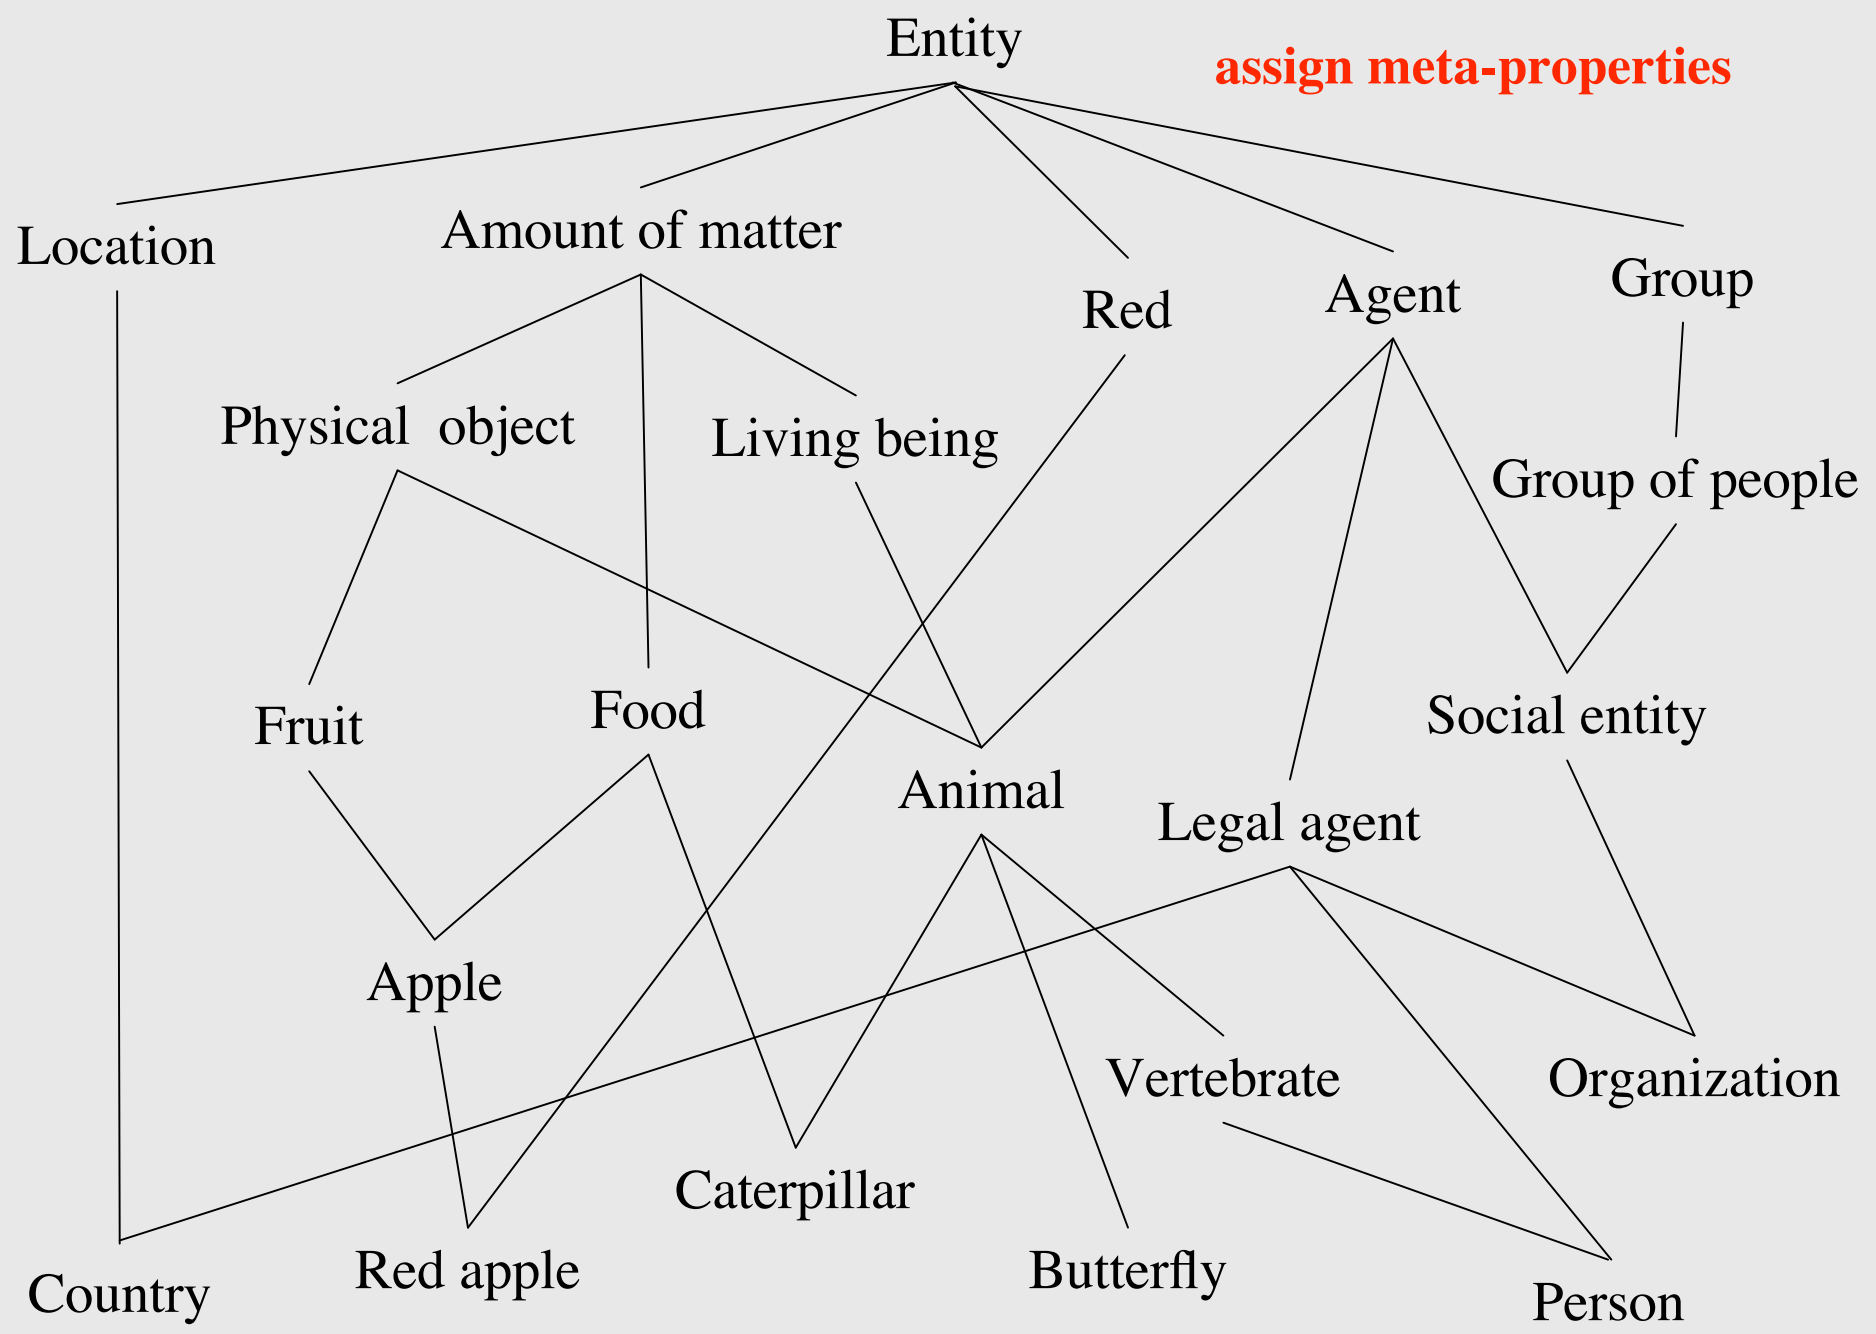 Entity
assign meta-properties
Location
Amount of matter
Red
Agent
Group
Physical object
Living being
Group of people
Fruit
Food
Animal
Legal agent
Social entity
Apple
Vertebrate
Organization
Caterpillar
Country
Red apple
Butterfly
Person